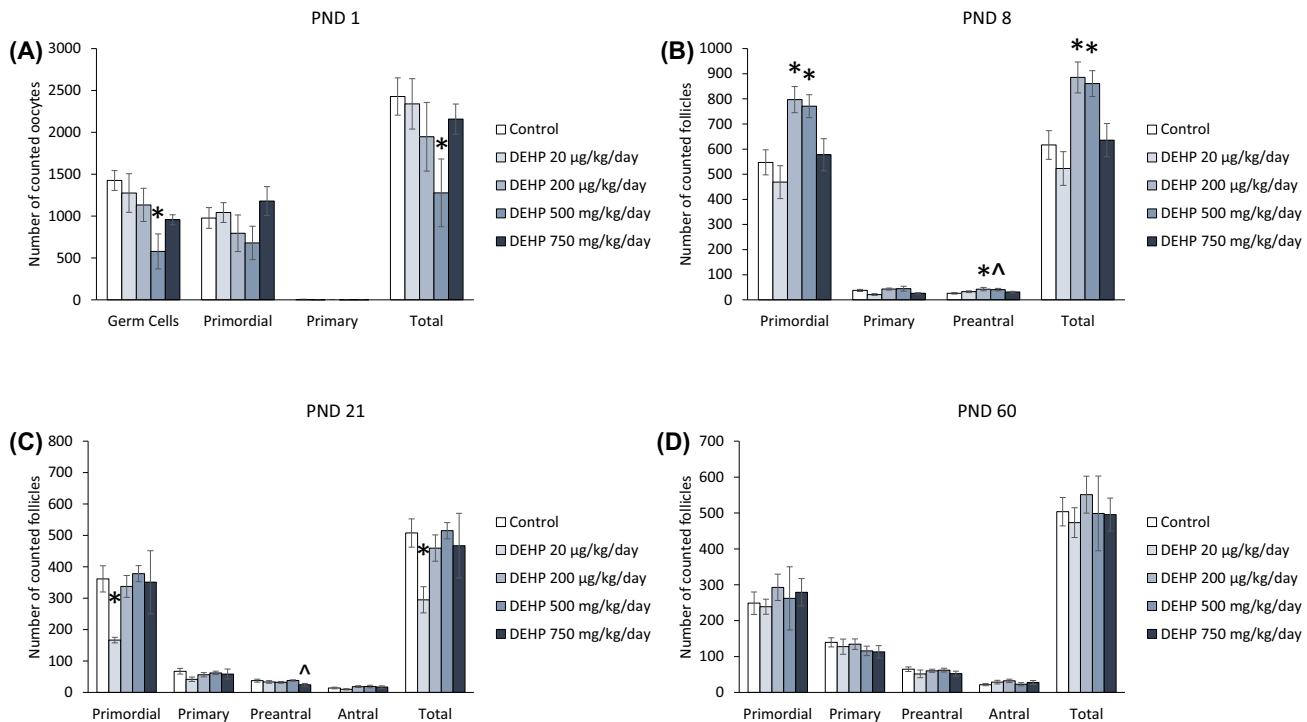 PND 1
(A)
Number of counted oocytes
3000
2500
2000
1500
1000
500
0
*
*
Germ Cells Primordial Primary Total
Control
DEHP 20 µg/kg/day
DEHP 200 µg/kg/day
DEHP 500 mg/kg/day
DEHP 750 mg/kg/day
PND 8
(B)
Number of counted follicles
1000
900
800
700
600
500
400
300
200
100
0
* *
* ^
* *
Primordial Primary Preantral Total
Control
DEHP 20 µg/kg/day
DEHP 200 µg/kg/day
DEHP 500 mg/kg/day
DEHP 750 mg/kg/day
PND 21
(C)
Number of counted follicles
800
700
600
500
400
300
200
100
0
*
^
*
Primordial Primary Preantral Antral Total
Control
DEHP 20 µg/kg/day
DEHP 200 µg/kg/day
DEHP 500 mg/kg/day
DEHP 750 mg/kg/day
PND 60
(D)
Number of counted follicles
700
600
500
400
300
200
100
0
Primordial Primary Preantral Antral Total
Control
DEHP 20 µg/kg/day
DEHP 200 µg/kg/day
DEHP 500 mg/kg/day
DEHP 750 mg/kg/day